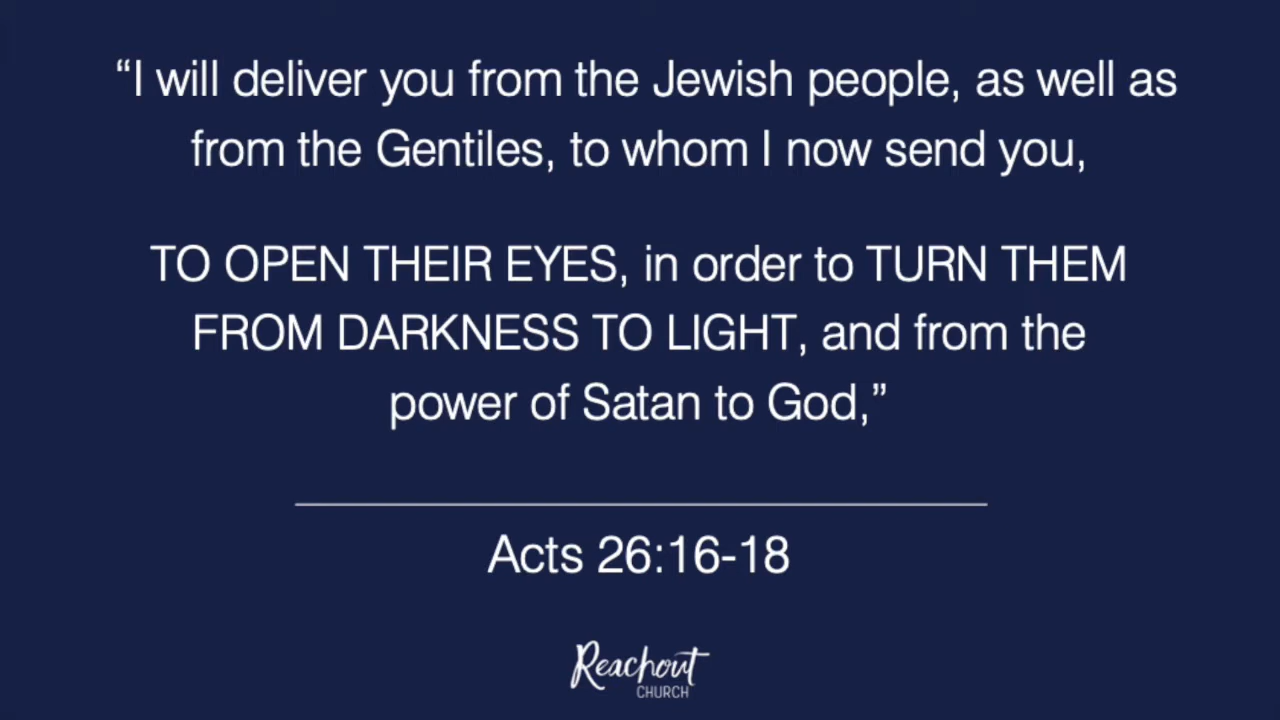 “I will deliver you from the Jewish people, as well as
from the Gentiles, to whom I now send you,
TO OPEN THEIR EYES, in order to TURN THEM
FROM DARKNESS TO LIGHT, and from the
power of Satan to God,”
Acts 26:16-18
Reachout
CHURCH